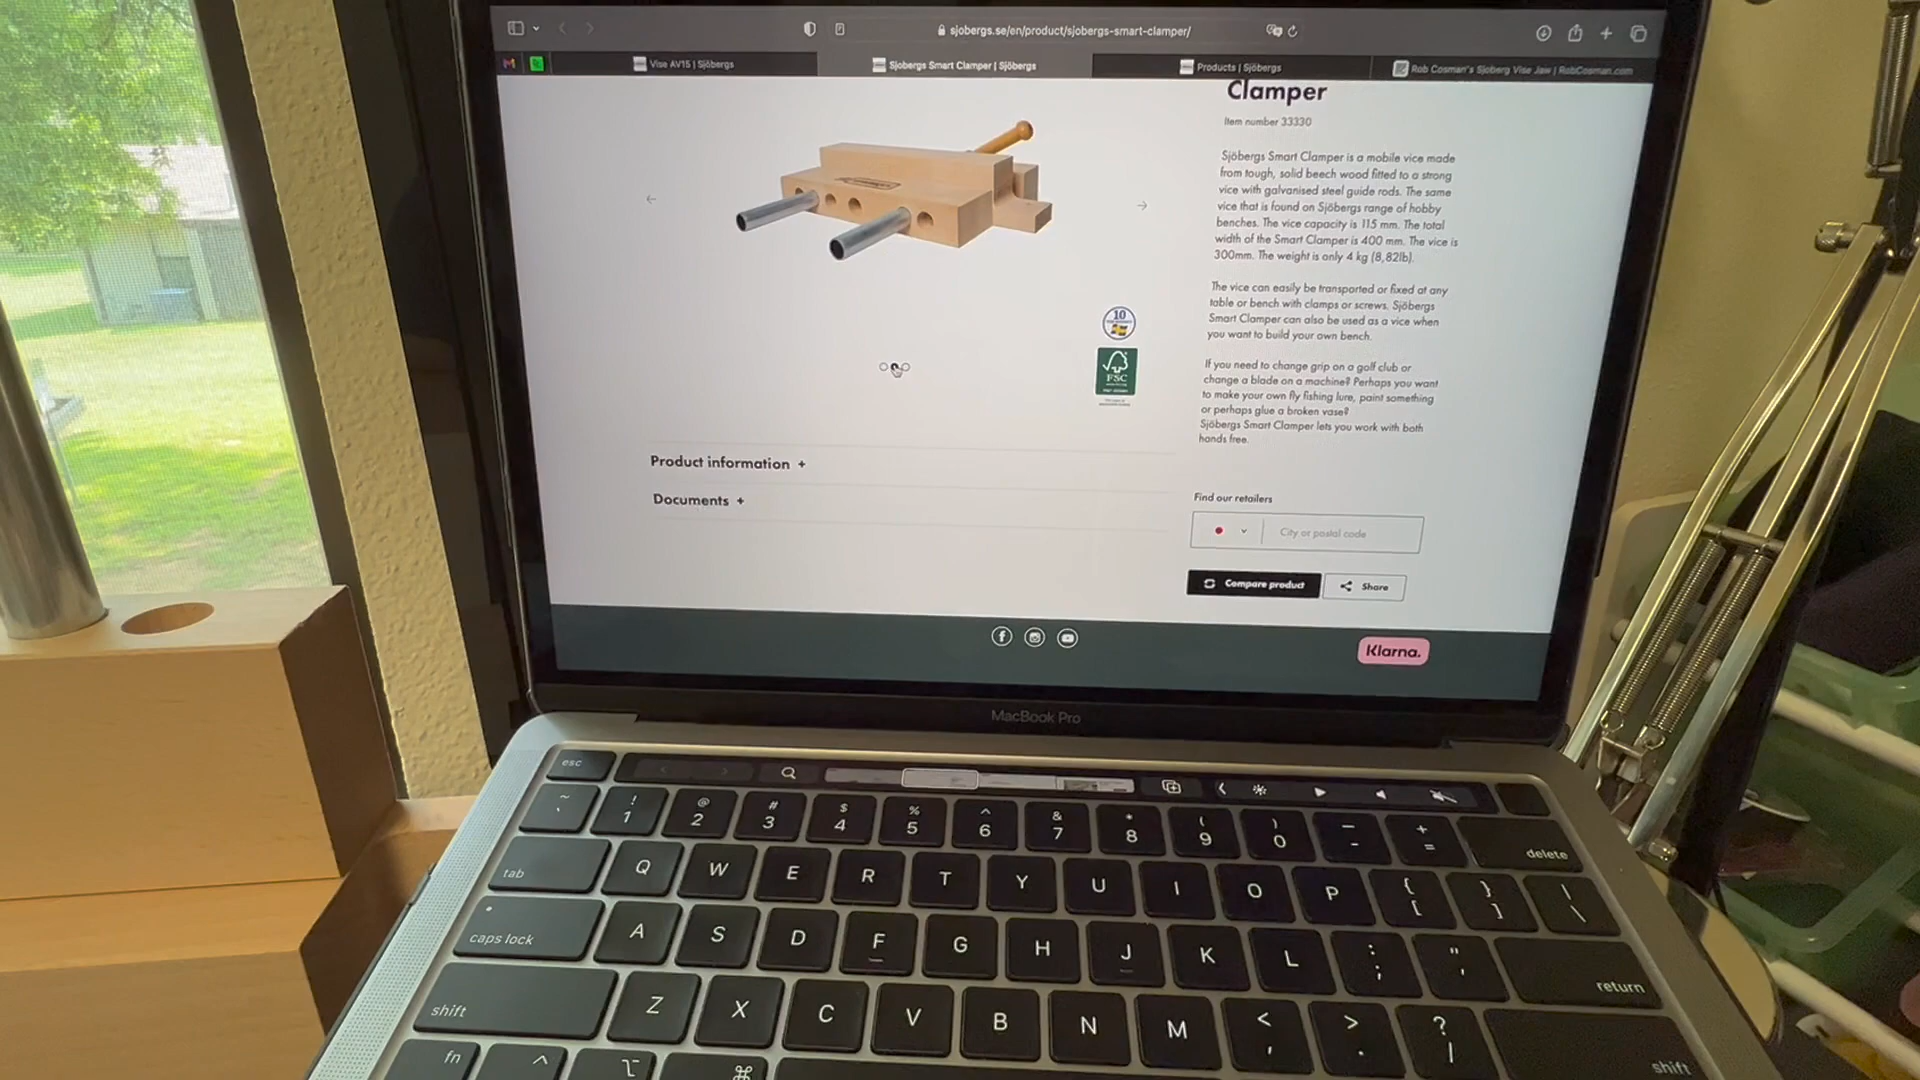 sjobergs.se/en/product/sjobergs-smart-clamper/
Vise AV15 | Sjöbergs
Sjobergs Smart Clamper | Sjöbergs
Products | Sjöbergs
Rob Cosman's Sjoberg Vise Jaw | RobCosman.com
Clamper
Item number 33330
Sjöbergs Smart Clamper is a mobile vice made
from tough, solid beech wood fitted to a strong
vice with galvanised steel guide rods. The same
vice that is found on Sjöbergs range of hobby
benches. The vice capacity is 115 mm. The total
width of the Smart Clamper is 400 mm. The vice is
300mm. The weight is only 4 kg (8,82lb).
The vice can easily be transported or fixed at any
table or bench with clamps or screws. Sjöbergs
Smart Clamper can also be used as a vice when
you want to build your own bench.
If you need to change grip on a golf club or
change a blade on a machine? Perhaps you want
to make your own fly fishing lure, paint something
or perhaps glue a broken vase?
Sjöbergs Smart Clamper lets you work with both
hands free.
10
FSC
Product information +
Documents +
Find our retailers
City or postal code
Compare product
Share
Klarna.
MacBook Pro
esc
~ ! @ # $ % ^ & * ( ) _ +
` 1 2 3 4 5 6 7 8 9 0 - =
delete
tab Q W E R T Y U I O P { [ } ] | \
caps lock A S D F G H J K L : ; " '
return
shift Z X C V B N M < , > . ? /
shift
fn